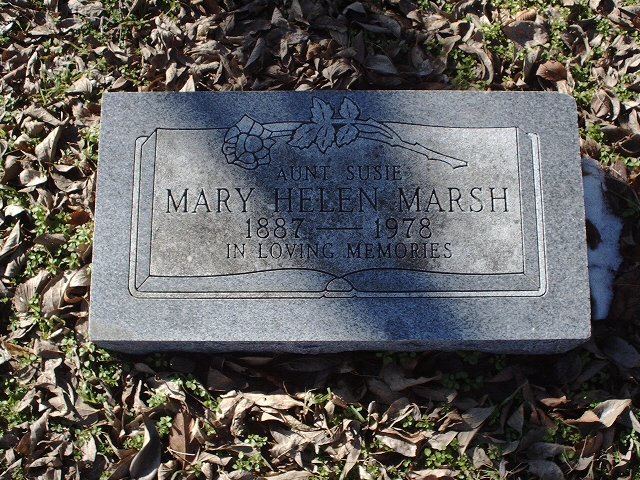 AUNT SUSIE
MARY HELEN MARSH
1887 — 1978
IN LOVING MEMORIES